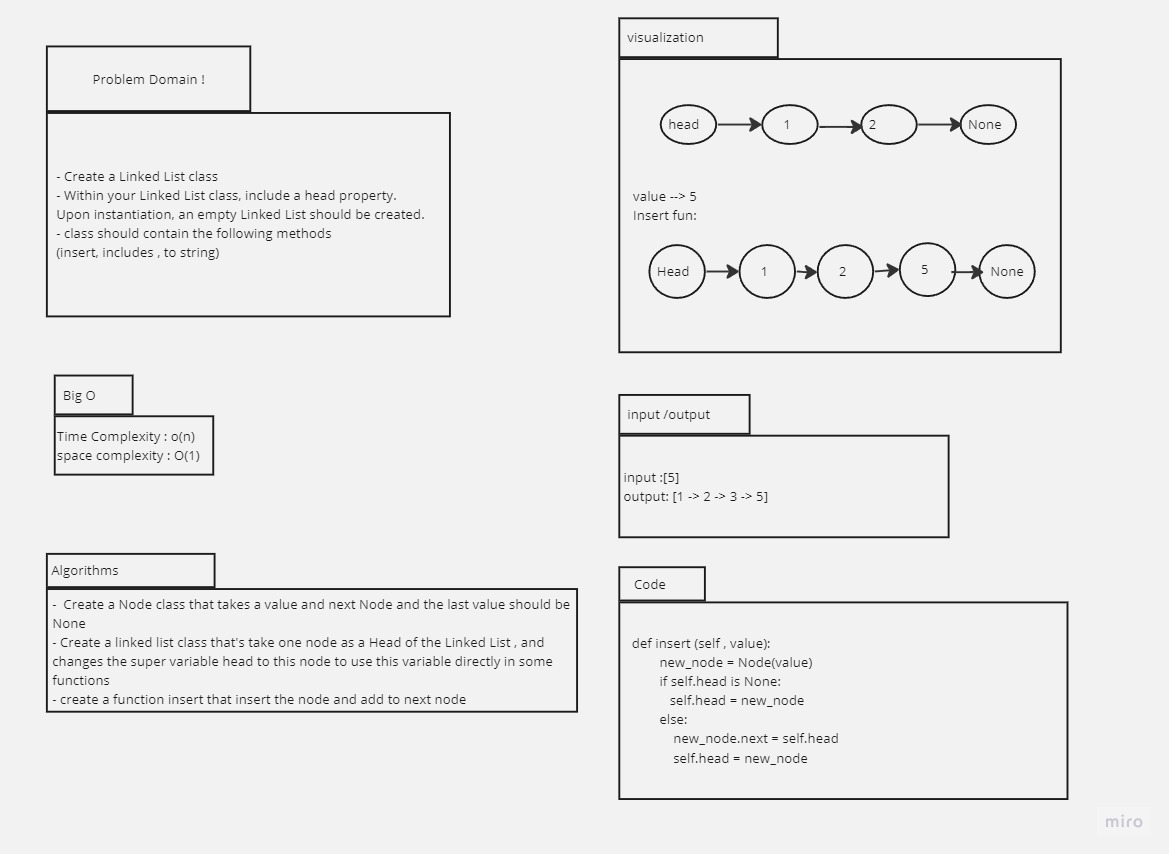 Problem Domain !
- Create a Linked List class
- Within your Linked List class, include a head property.
Upon instantiation, an empty Linked List should be created.
- class should contain the following methods
(insert, includes , to string)
Big O
Time Complexity : o(n)
space complexity : O(1)
Algorithms
- Create a Node class that takes a value and next Node and the last value should be
None
- Create a linked list class that's take one node as a Head of the Linked List , and
changes the super variable head to this node to use this variable directly in some
functions
- create a function insert that insert the node and add to next node
visualization
head 1 2 None
value --> 5
Insert fun:
Head 1 2 5 None
input /output
input :[5]
output: [1 -> 2 -> 3 -> 5]
Code
def insert (self , value):
new_node = Node(value)
if self.head is None:
self.head = new_node
else:
new_node.next = self.head
self.head = new_node
miro